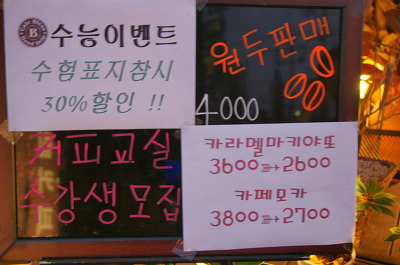 수능이벤트
수험표지참시
30%할인 !!
원두판매
4000
커피교실
수강생모집
카라멜마키야또
3600⇒2600
카페모카
3800⇒2700